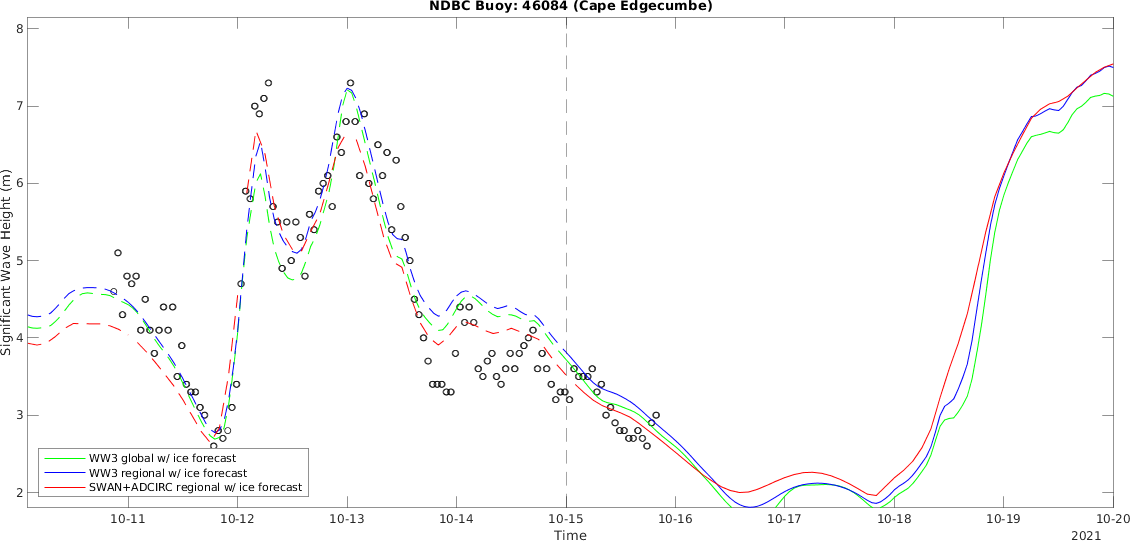 NDBC Buoy: 46084 (Cape Edgecumbe)
8
7
6
5
4
3
2
Significant Wave Height (m)
WW3 global w/ ice forecast
WW3 regional w/ ice forecast
SWAN+ADCIRC regional w/ ice forecast
10-11 10-12 10-13 10-14 10-15 10-16 10-17 10-18 10-19 10-20
Time
2021